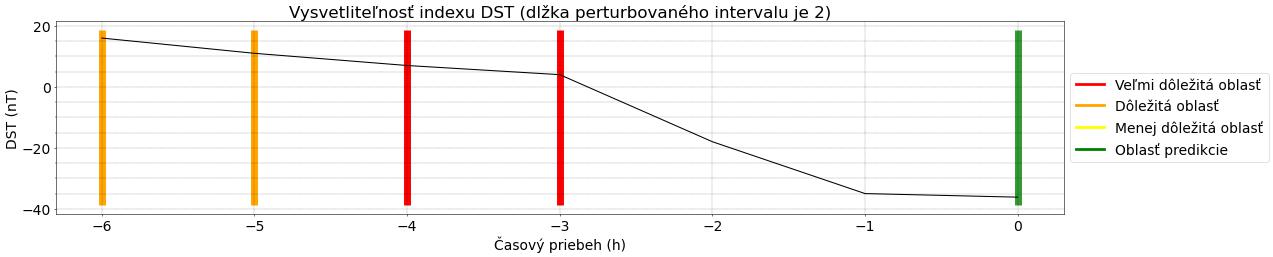 Vysvetliteľnosť indexu DST (dlžka perturbovaného intervalu je 2)
DST (nT)
20
0
−20
−40
−6 −5 −4 −3 −2 −1 0
Časový priebeh (h)
Veľmi dôležitá oblasť
Dôležitá oblasť
Menej dôležitá oblasť
Oblasť predikcie